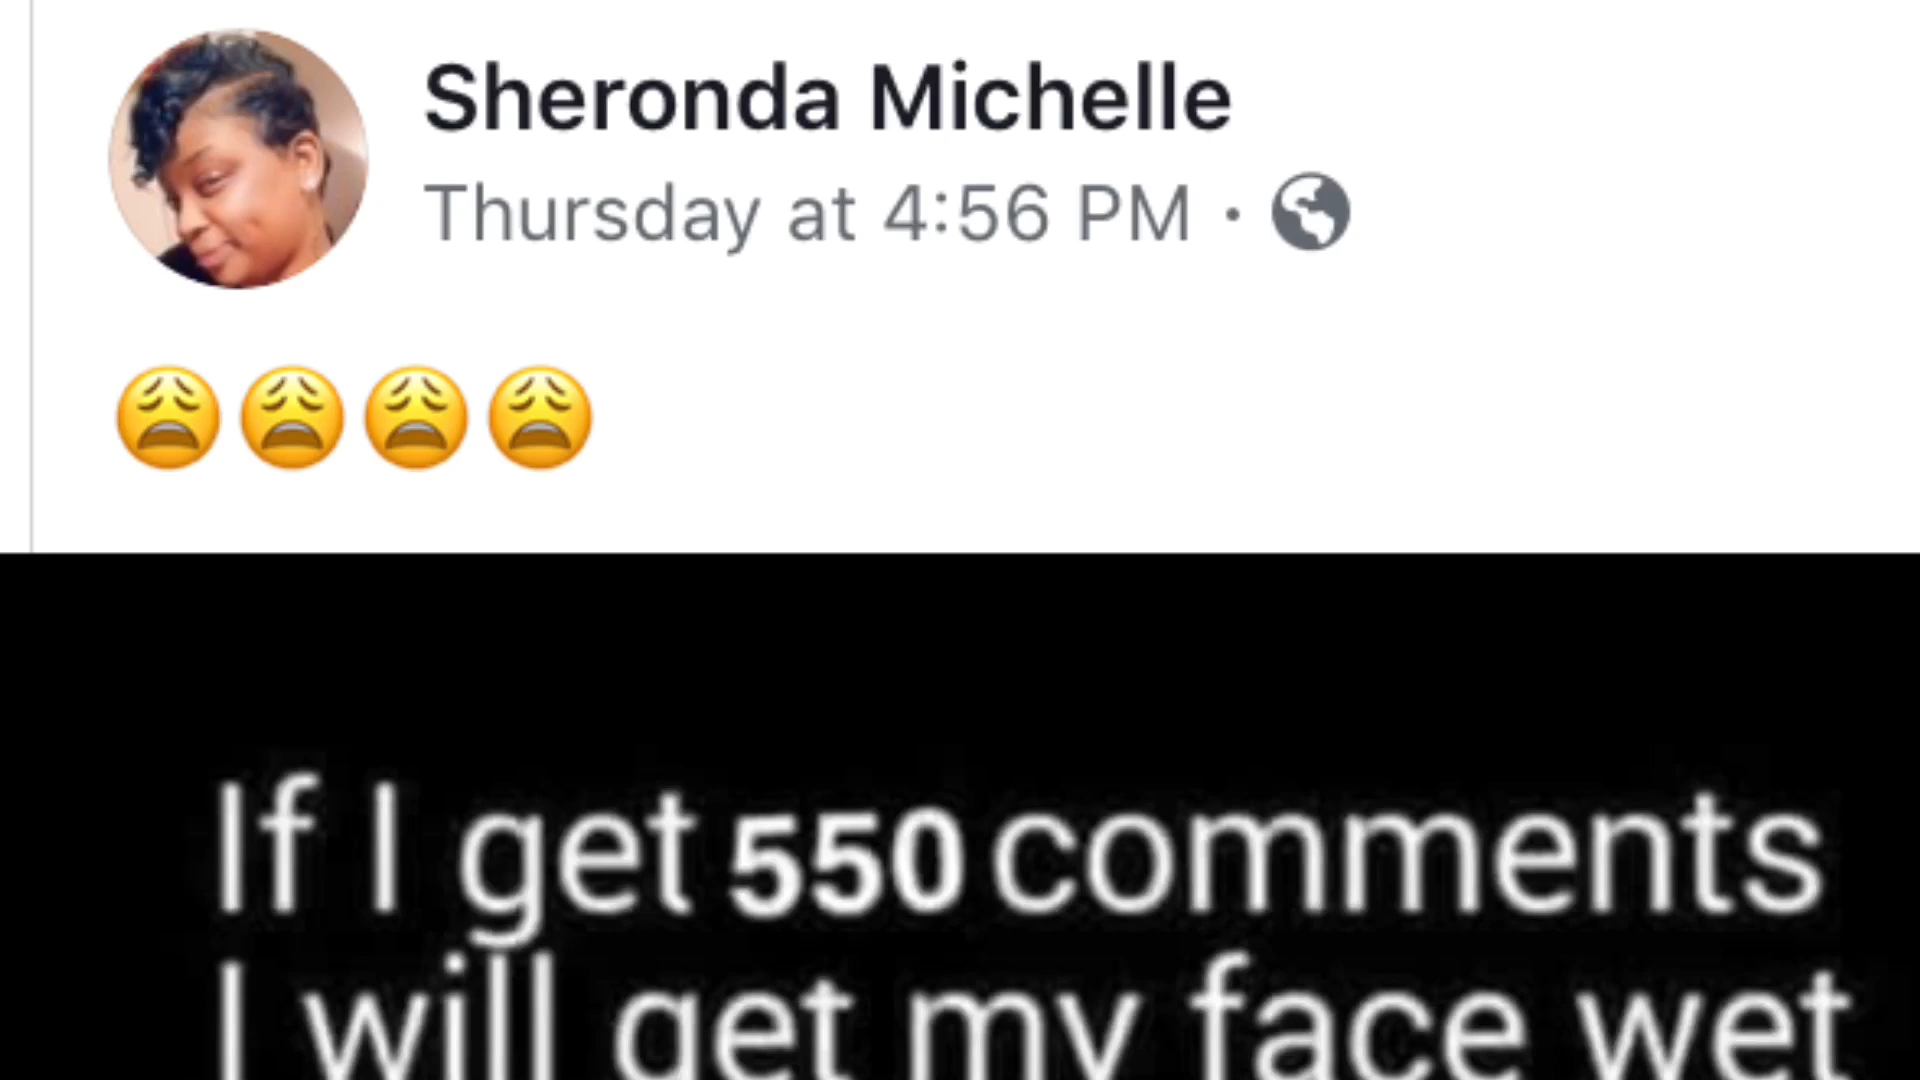 Sheronda Michelle
Thursday at 4:56 PM ·
😩😩😩😩
If I get 550 comments
I will get my face wet